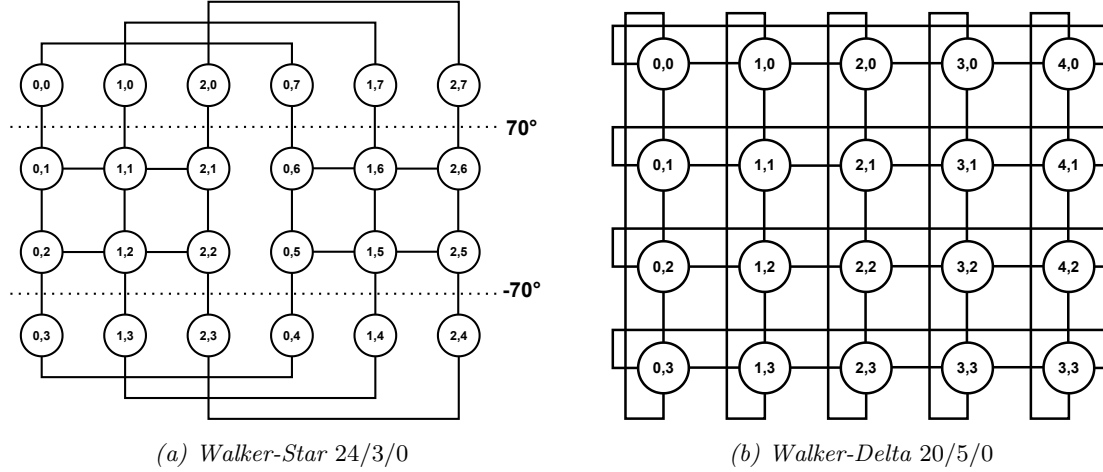 0,0 1,0 2,0 0,7 1,7 2,7
70°
0,1 1,1 2,1 0,6 1,6 2,6
0,2 1,2 2,2 0,5 1,5 2,5
-70°
0,3 1,3 2,3 0,4 1,4 2,4
(a) Walker-Star 24/3/0
0,0 1,0 2,0 3,0 4,0
0,1 1,1 2,1 3,1 4,1
0,2 1,2 2,2 3,2 4,2
0,3 1,3 2,3 3,3 3,3
(b) Walker-Delta 20/5/0